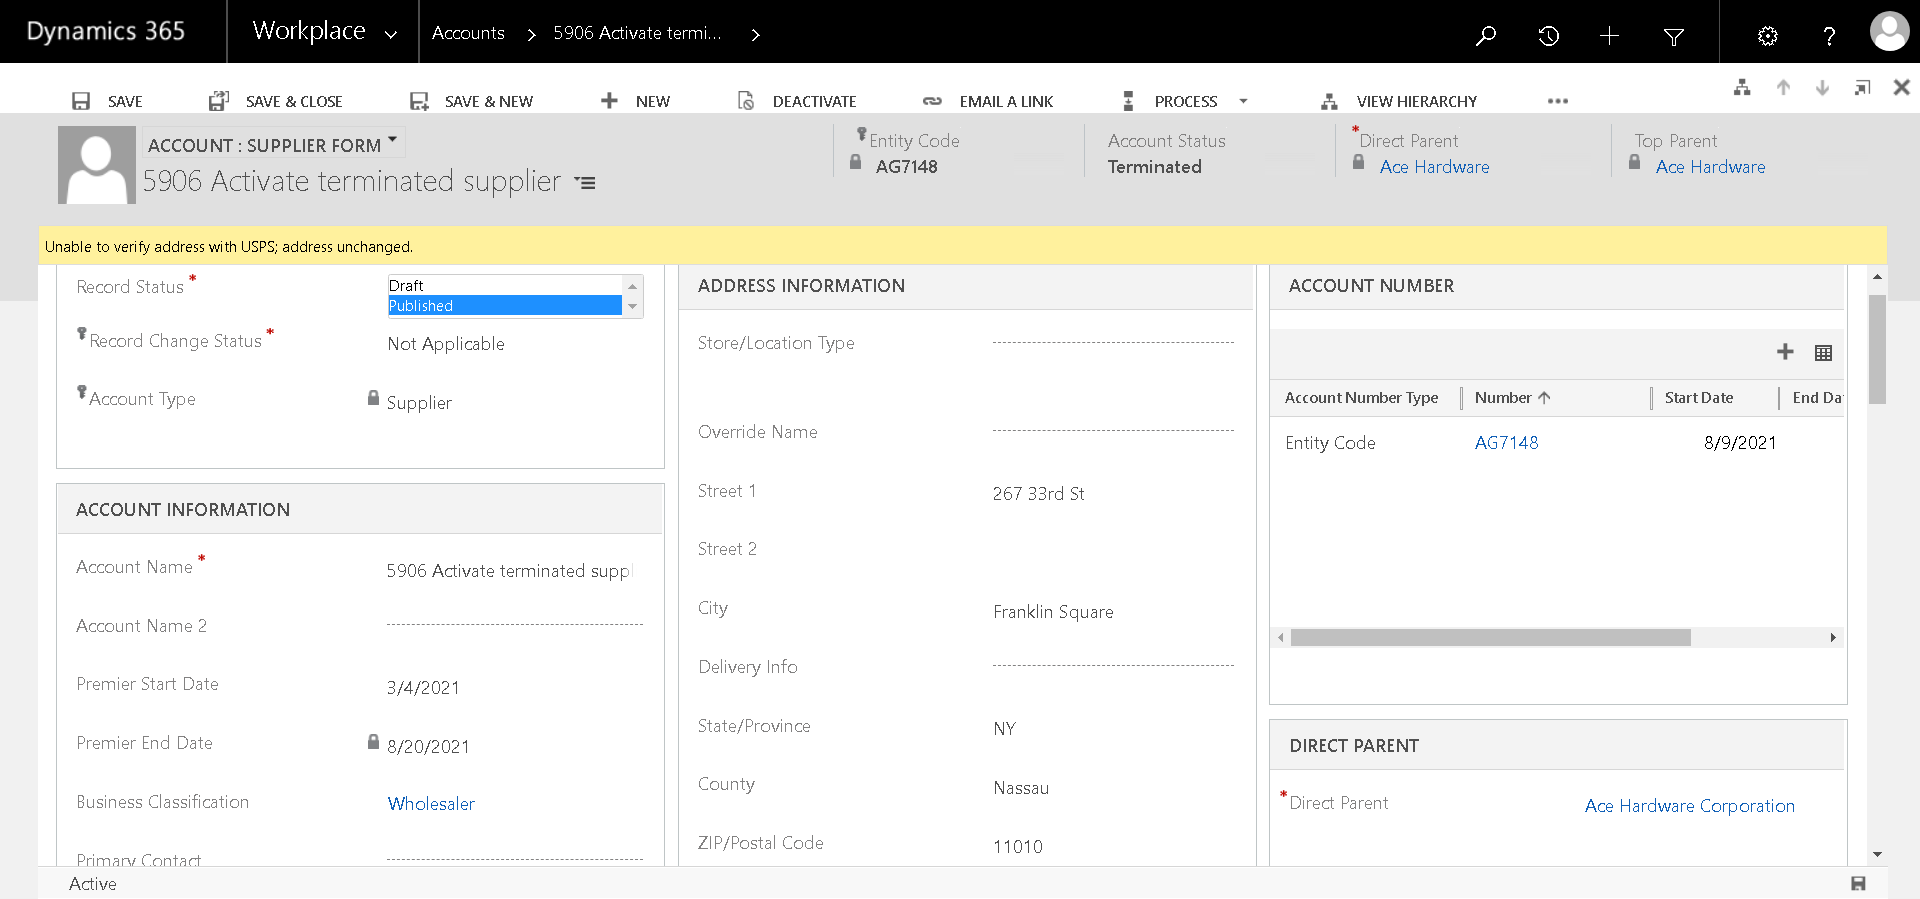 Dynamics 365
Workplace
Accounts
5906 Activate termi...
SAVE
SAVE & CLOSE
SAVE & NEW
NEW
DEACTIVATE
EMAIL A LINK
PROCESS
VIEW HIERARCHY
ACCOUNT : SUPPLIER FORM
5906 Activate terminated supplier
Entity Code
AG7148
Account Status
Terminated
*Direct Parent
Ace Hardware
Top Parent
Ace Hardware
Unable to verify address with USPS; address unchanged.
Record Status *
Draft
Published
Record Change Status *
Not Applicable
Account Type
Supplier
ACCOUNT INFORMATION
Account Name *
5906 Activate terminated suppl
Account Name 2
Premier Start Date
3/4/2021
Premier End Date
8/20/2021
Business Classification
Wholesaler
Primary Contact
ADDRESS INFORMATION
Store/Location Type
Override Name
Street 1
267 33rd St
Street 2
City
Franklin Square
Delivery Info
State/Province
NY
County
Nassau
ZIP/Postal Code
11010
ACCOUNT NUMBER
Account Number Type
Number
Start Date
End Da
Entity Code
AG7148
8/9/2021
DIRECT PARENT
*Direct Parent
Ace Hardware Corporation
Active